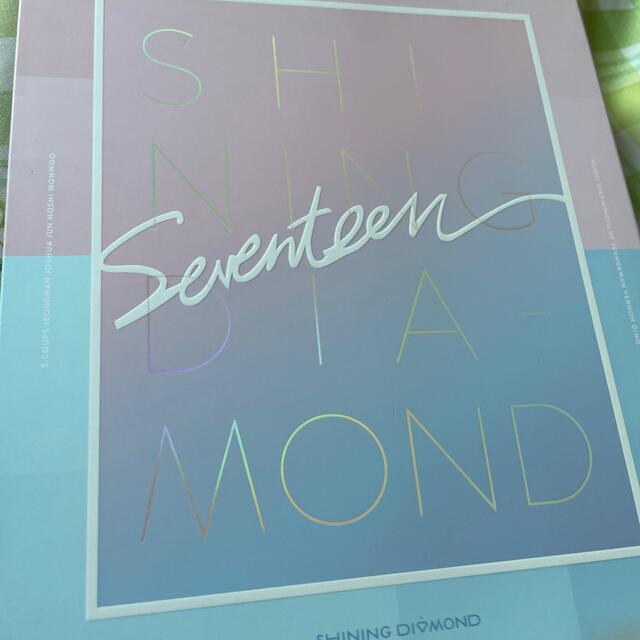 SHI
NING
Seventeen
DIA-
MOND
S.COUPS JEONGHAN JOSHUA JUN HOSHI WONWOO
SHINING DIAMOND